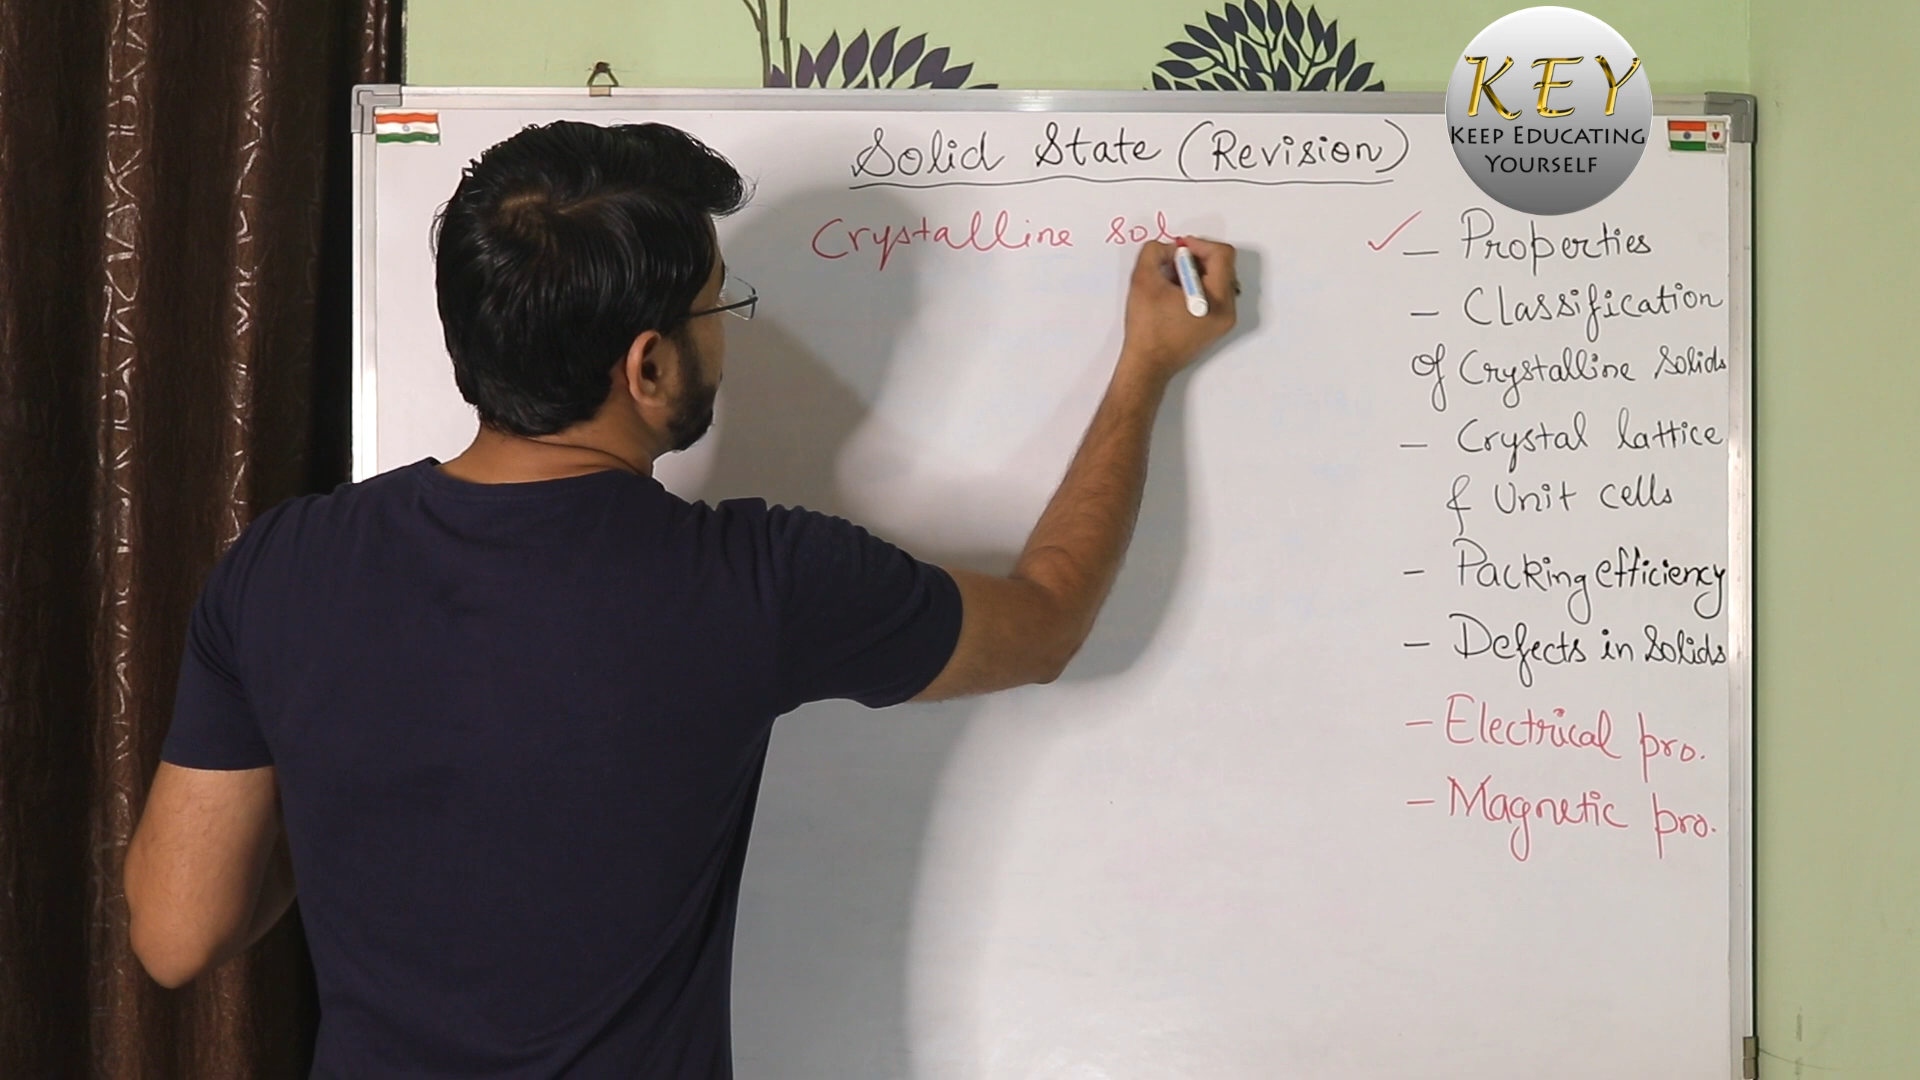 KEY
KEEP EDUCATING
YOURSELF
Solid State (Revision)
Crystalline sol
✓ – Properties
– Classification
of Crystalline Solids
– Crystal lattice
& Unit cells
– Packing efficiency
– Defects in Solids
– Electrical pro.
– Magnetic pro.